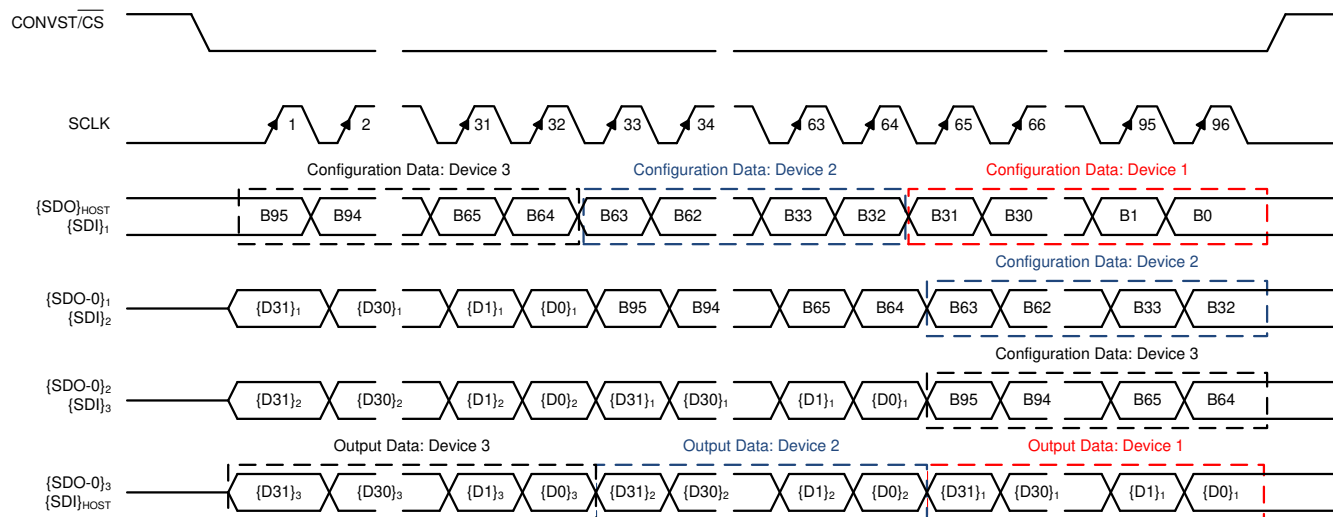 CONVST/CS
SCLK
1 2 31 32 33 34 63 64 65 66 95 96
Configuration Data: Device 3 Configuration Data: Device 2 Configuration Data: Device 1
{SDO}HOST
{SDI}1
B95 B94 B65 B64 B63 B62 B33 B32 B31 B30 B1 B0
Configuration Data: Device 2
{SDO-0}1
{SDI}2
{D31}1 {D30}1 {D1}1 {D0}1 B95 B94 B65 B64 B63 B62 B33 B32
Configuration Data: Device 3
{SDO-0}2
{SDI}3
{D31}2 {D30}2 {D1}2 {D0}2 {D31}1 {D30}1 {D1}1 {D0}1 B95 B94 B65 B64
Output Data: Device 3 Output Data: Device 2 Output Data: Device 1
{SDO-0}3
{SDI}HOST
{D31}3 {D30}3 {D1}3 {D0}3 {D31}2 {D30}2 {D1}2 {D0}2 {D31}1 {D30}1 {D1}1 {D0}1